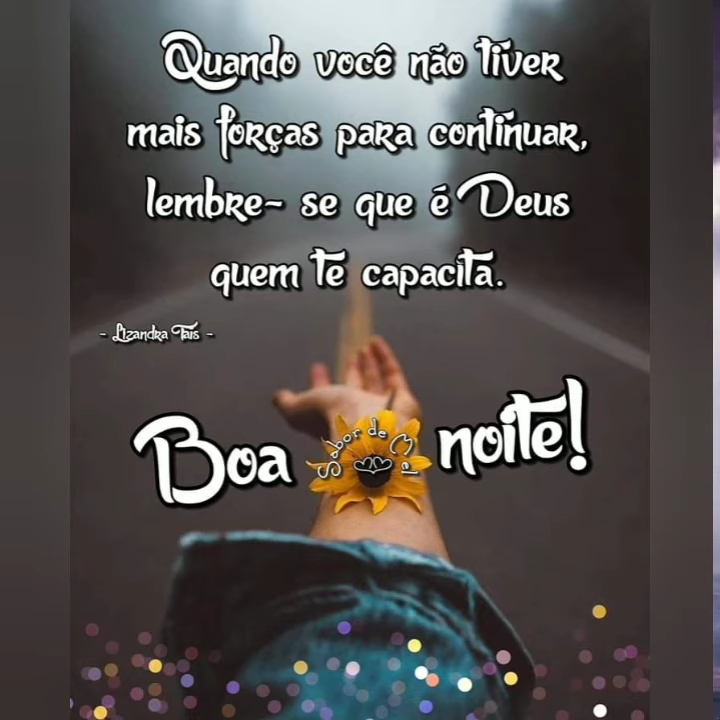 Quando você não tiver
mais forças para continuar,
lembre- se que é Deus
quem te capacita.
- Lizandra Tais -
Boa noite!
Sabor de Mel